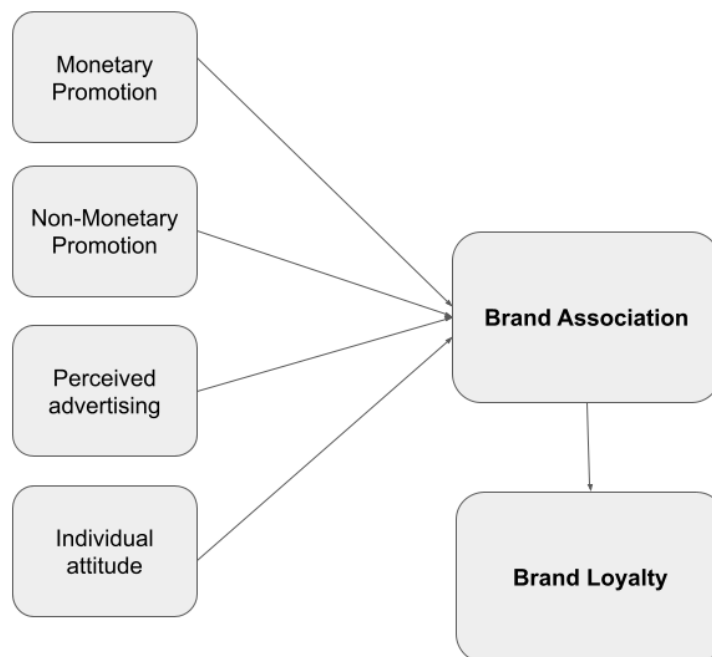 Monetary
Promotion
Non-Monetary
Promotion
Perceived
advertising
Individual
attitude
Brand Association
Brand Loyalty